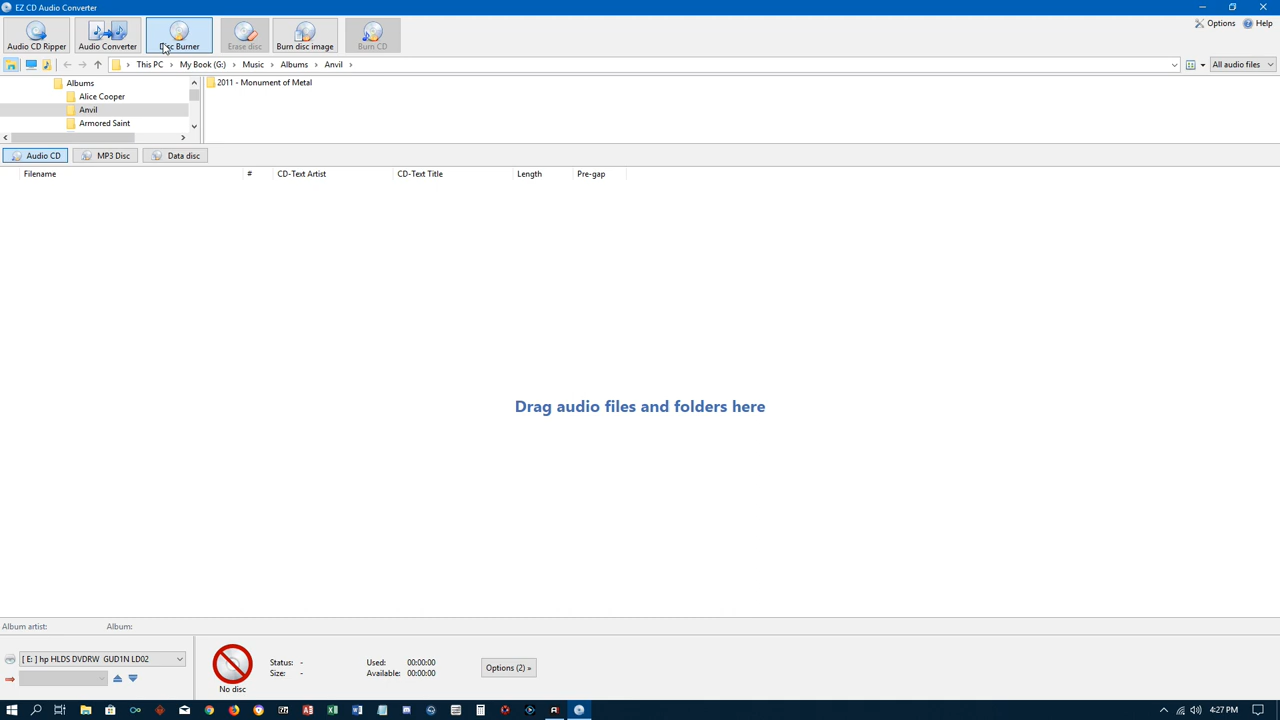 EZ CD Audio Converter
Audio CD Ripper Audio Converter Disc Burner Erase disc Burn disc image Burn CD Options Help
This PC My Book (G:) Music Albums Anvil All audio files
Albums
Alice Cooper
Anvil
Armored Saint
2011 - Monument of Metal
Audio CD MP3 Disc Data disc
Filename # CD-Text Artist CD-Text Title Length Pre-gap
Drag audio files and folders here
Album artist: Album:
[ E: ] hp HLDS DVDRW GUD1N LD02
No disc
Status: - Used: 00:00:00
Size: - Available: 00:00:00
Options (2) »
4:27 PM